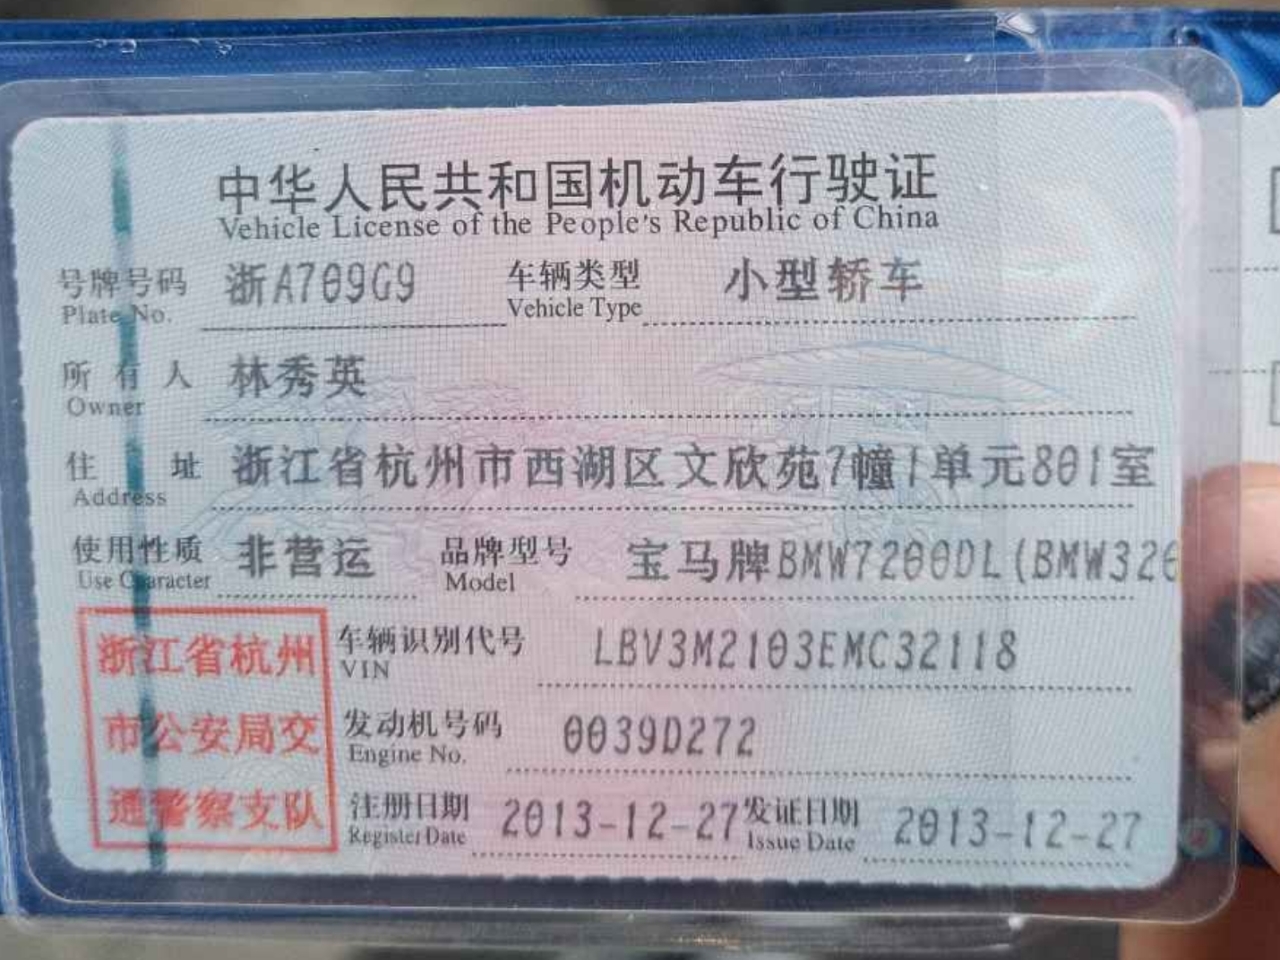 中华人民共和国机动车行驶证
Vehicle License of the People's Republic of China
号牌号码 浙A709G9 车辆类型 小型轿车
Plate No. Vehicle Type
所有人 林秀英
Owner
住址 浙江省杭州市西湖区文欣苑7幢1单元801室
Address
使用性质 非营运 品牌型号 宝马牌BMW7200DL(BMW320
Use Character Model
浙江省杭州
市公安局交
通警察支队
车辆识别代号 LBV3M2103EMC32118
VIN
发动机号码 0039D272
Engine No.
注册日期 2013-12-27 发证日期 2013-12-27
Register Date Issue Date